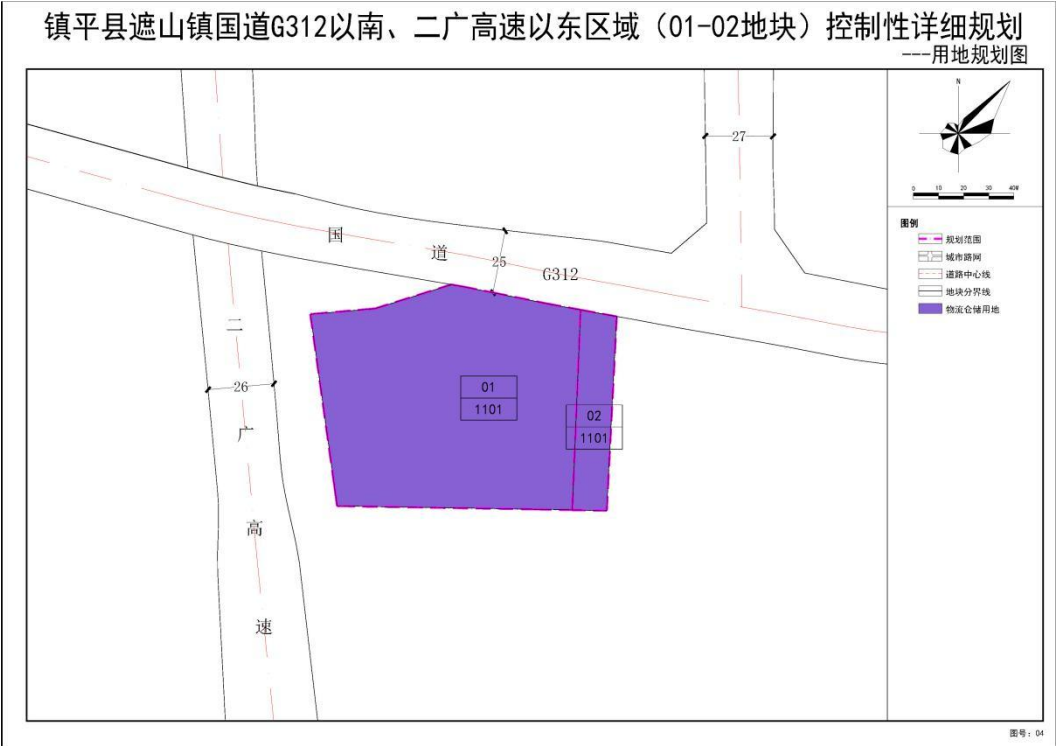 镇平县遮山镇国道G312以南、二广高速以东区域（01-02地块）控制性详细规划
---用地规划图
N
0 10 20 30 40M
图例
规划范围
城市路网
道路中心线
地块分界线
物流仓储用地
27
国
道
25
G312
二
26
广
高
速
01
1101
02
1101
图号：04